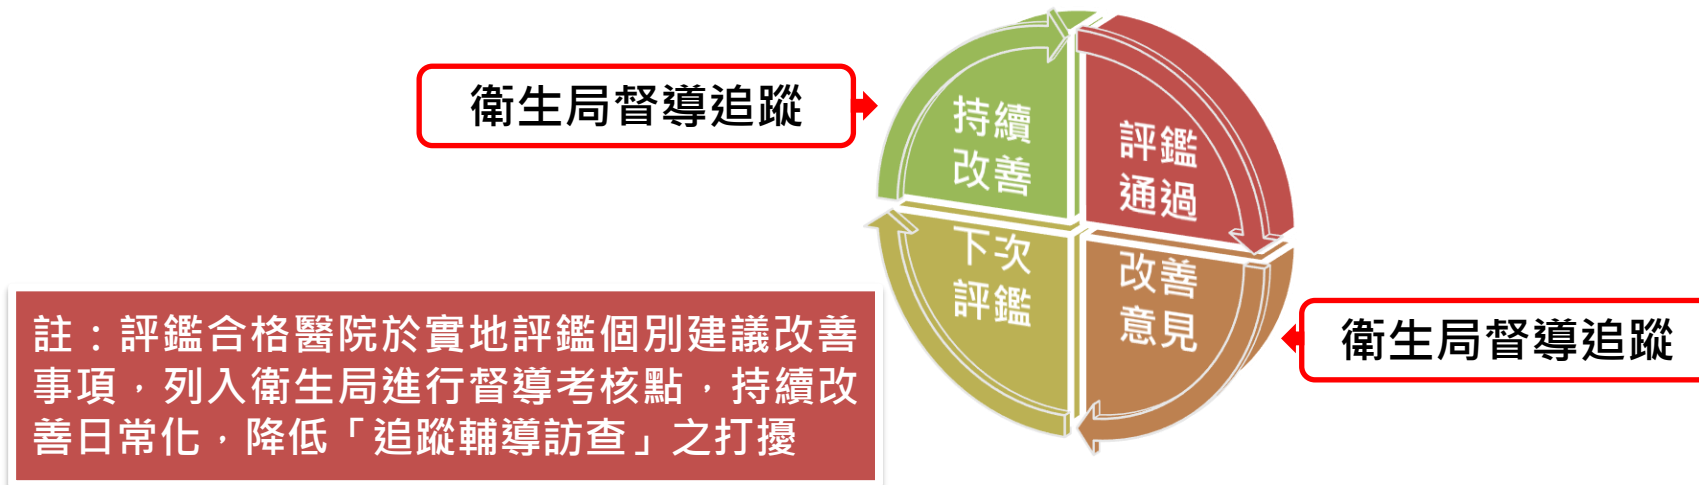 衛生局督導追蹤
持續
改善
評鑑
通過
下次
評鑑
改善
意見
衛生局督導追蹤
註：評鑑合格醫院於實地評鑑個別建議改善
事項，列入衛生局進行督導考核點，持續改
善日常化，降低「追蹤輔導訪查」之打擾